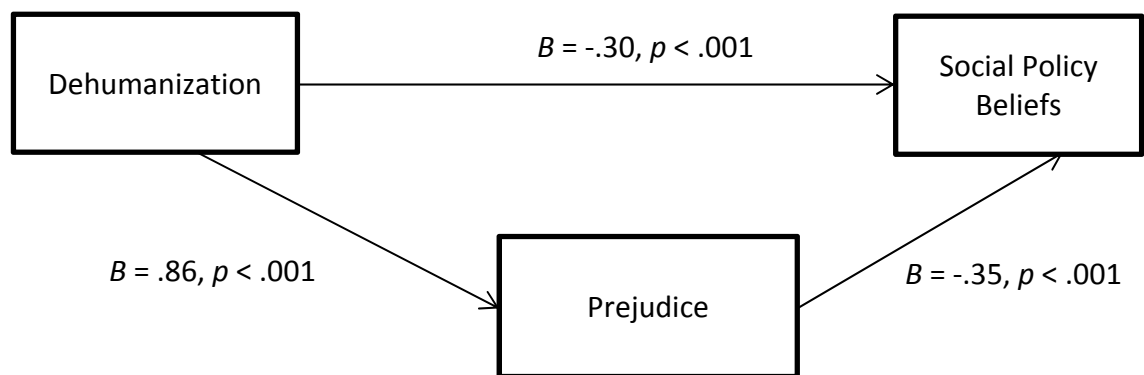 B = -.30, p < .001
Dehumanization
Social Policy
Beliefs
B = .86, p < .001
B = -.35, p < .001
Prejudice